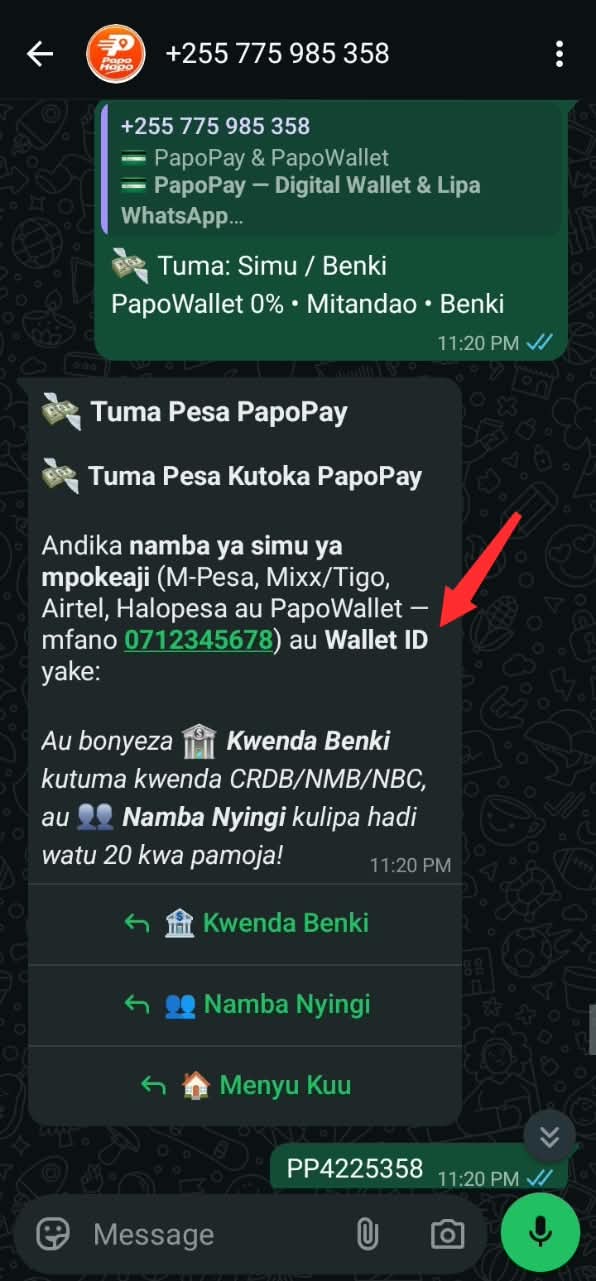 +255 775 985 358
Papo
Hapo
+255 775 985 358
💳 PapoPay & PapoWallet
💳 PapoPay — Digital Wallet & Lipa
WhatsApp...
💸 Tuma: Simu / Benki
PapoWallet 0% • Mitandao • Benki
11:20 PM
💸 Tuma Pesa PapoPay
💸 Tuma Pesa Kutoka PapoPay
Andika namba ya simu ya
mpokeaji (M-Pesa, Mixx/Tigo,
Airtel, Halopesa au PapoWallet —
mfano 0712345678) au Wallet ID
yake:
Au bonyeza 🏦 Kwenda Benki
kutuma kwenda CRDB/NMB/NBC,
au 👥 Namba Nyingi kulipa hadi
watu 20 kwa pamoja!
11:20 PM
🏦 Kwenda Benki
👥 Namba Nyingi
🏠 Menyu Kuu
PP4225358 11:20 PM
Message